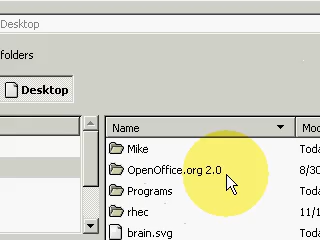 Desktop
folders
Desktop
Name Mod
Mike Toda
OpenOffice.org 2.0 8/30
Programs Toda
rhec 11/1
brain.svg Toda